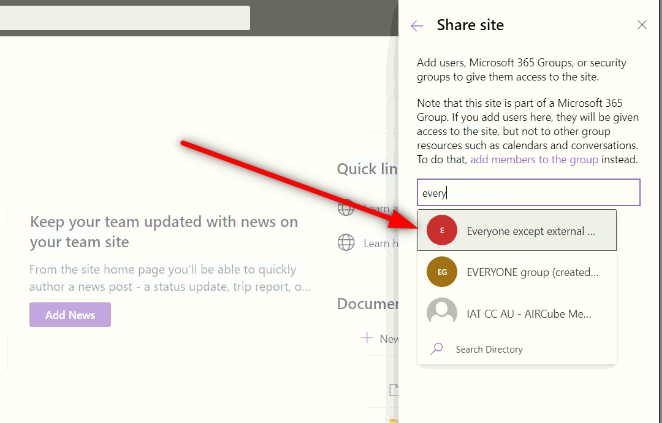 Share site
Add users, Microsoft 365 Groups, or security
groups to give them access to the site.
Note that this site is part of a Microsoft 365
Group. If you add users here, they will be given
access to the site, but not to other group
resources such as calendars and conversations.
To do that, add members to the group instead.
every
E
Everyone except external ...
EG
EVERYONE group (created...
IAT CC AU - AIRCube Me...
Search Directory
Quick lin
Learn a
Learn h
Keep your team updated with news on
your team site
From the site home page you'll be able to quickly
author a news post - a status update, trip report, o...
Add News
Documen
New